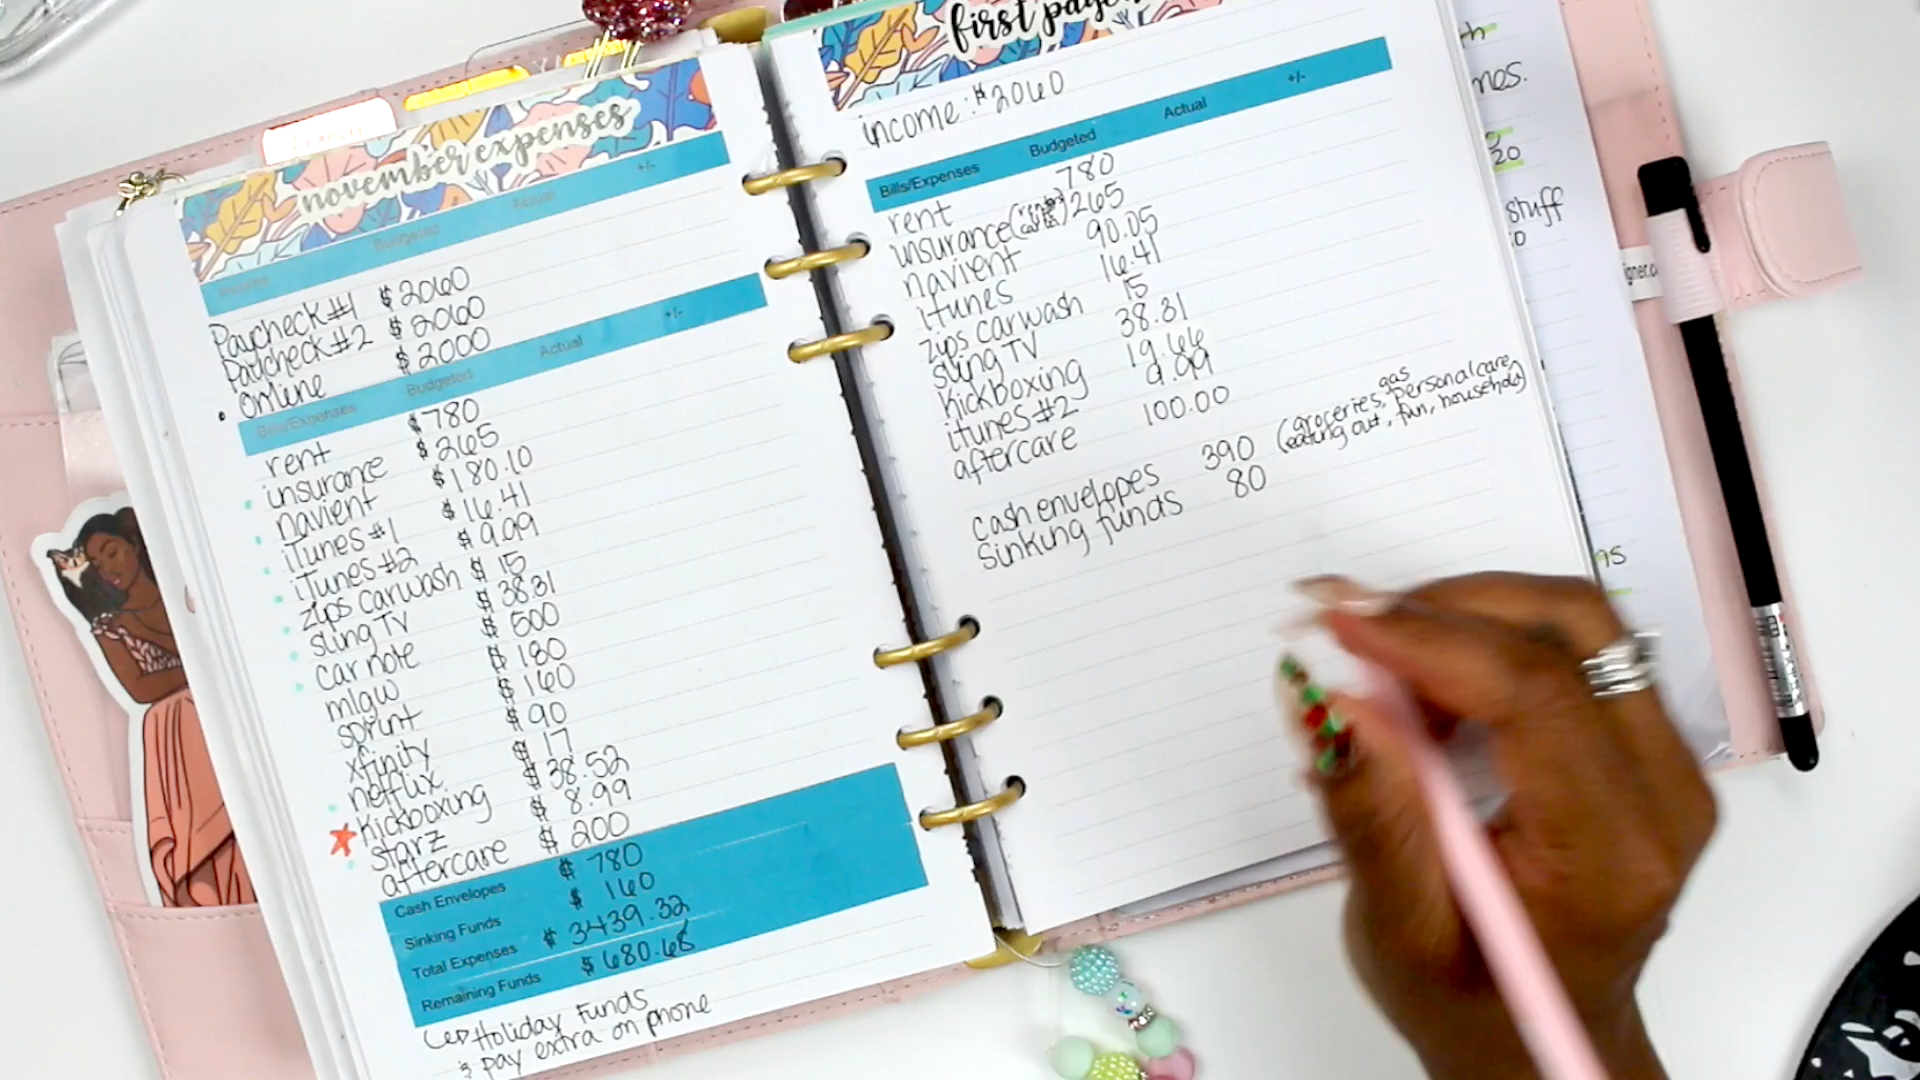 november expenses
Budgeted Actual +/-
Paycheck #1 $2060
Paycheck #2 $2060
• online $2000
Bills/Expenses Budgeted Actual +/-
rent $780
insurance $265
navient $180.10
iTunes #1 $16.41
iTunes #2 $9.99
zips carwash $15
sling TV $38.31
car note $500
mlgw $180
sprint $160
xfinity $90
netflix $17
kickboxing $38.52
starz $8.99
aftercare $200
Cash Envelopes $780
Sinking Funds $160
Total Expenses $3439.32
Remaining Funds $680.68
Holiday Funds
& pay extra on phone
first pay
income: $2060
Bills/Expenses Budgeted Actual +/-
rent 780
insurance 265
navient 90.05
itunes 16.41
zips carwash 15
sling TV 38.31
kickboxing 19.66
itunes #2 9.99
aftercare 100.00
cash envelopes 390 (groceries, gas, personal care, eating out, fun, household)
sinking funds 80
20
stuff
95